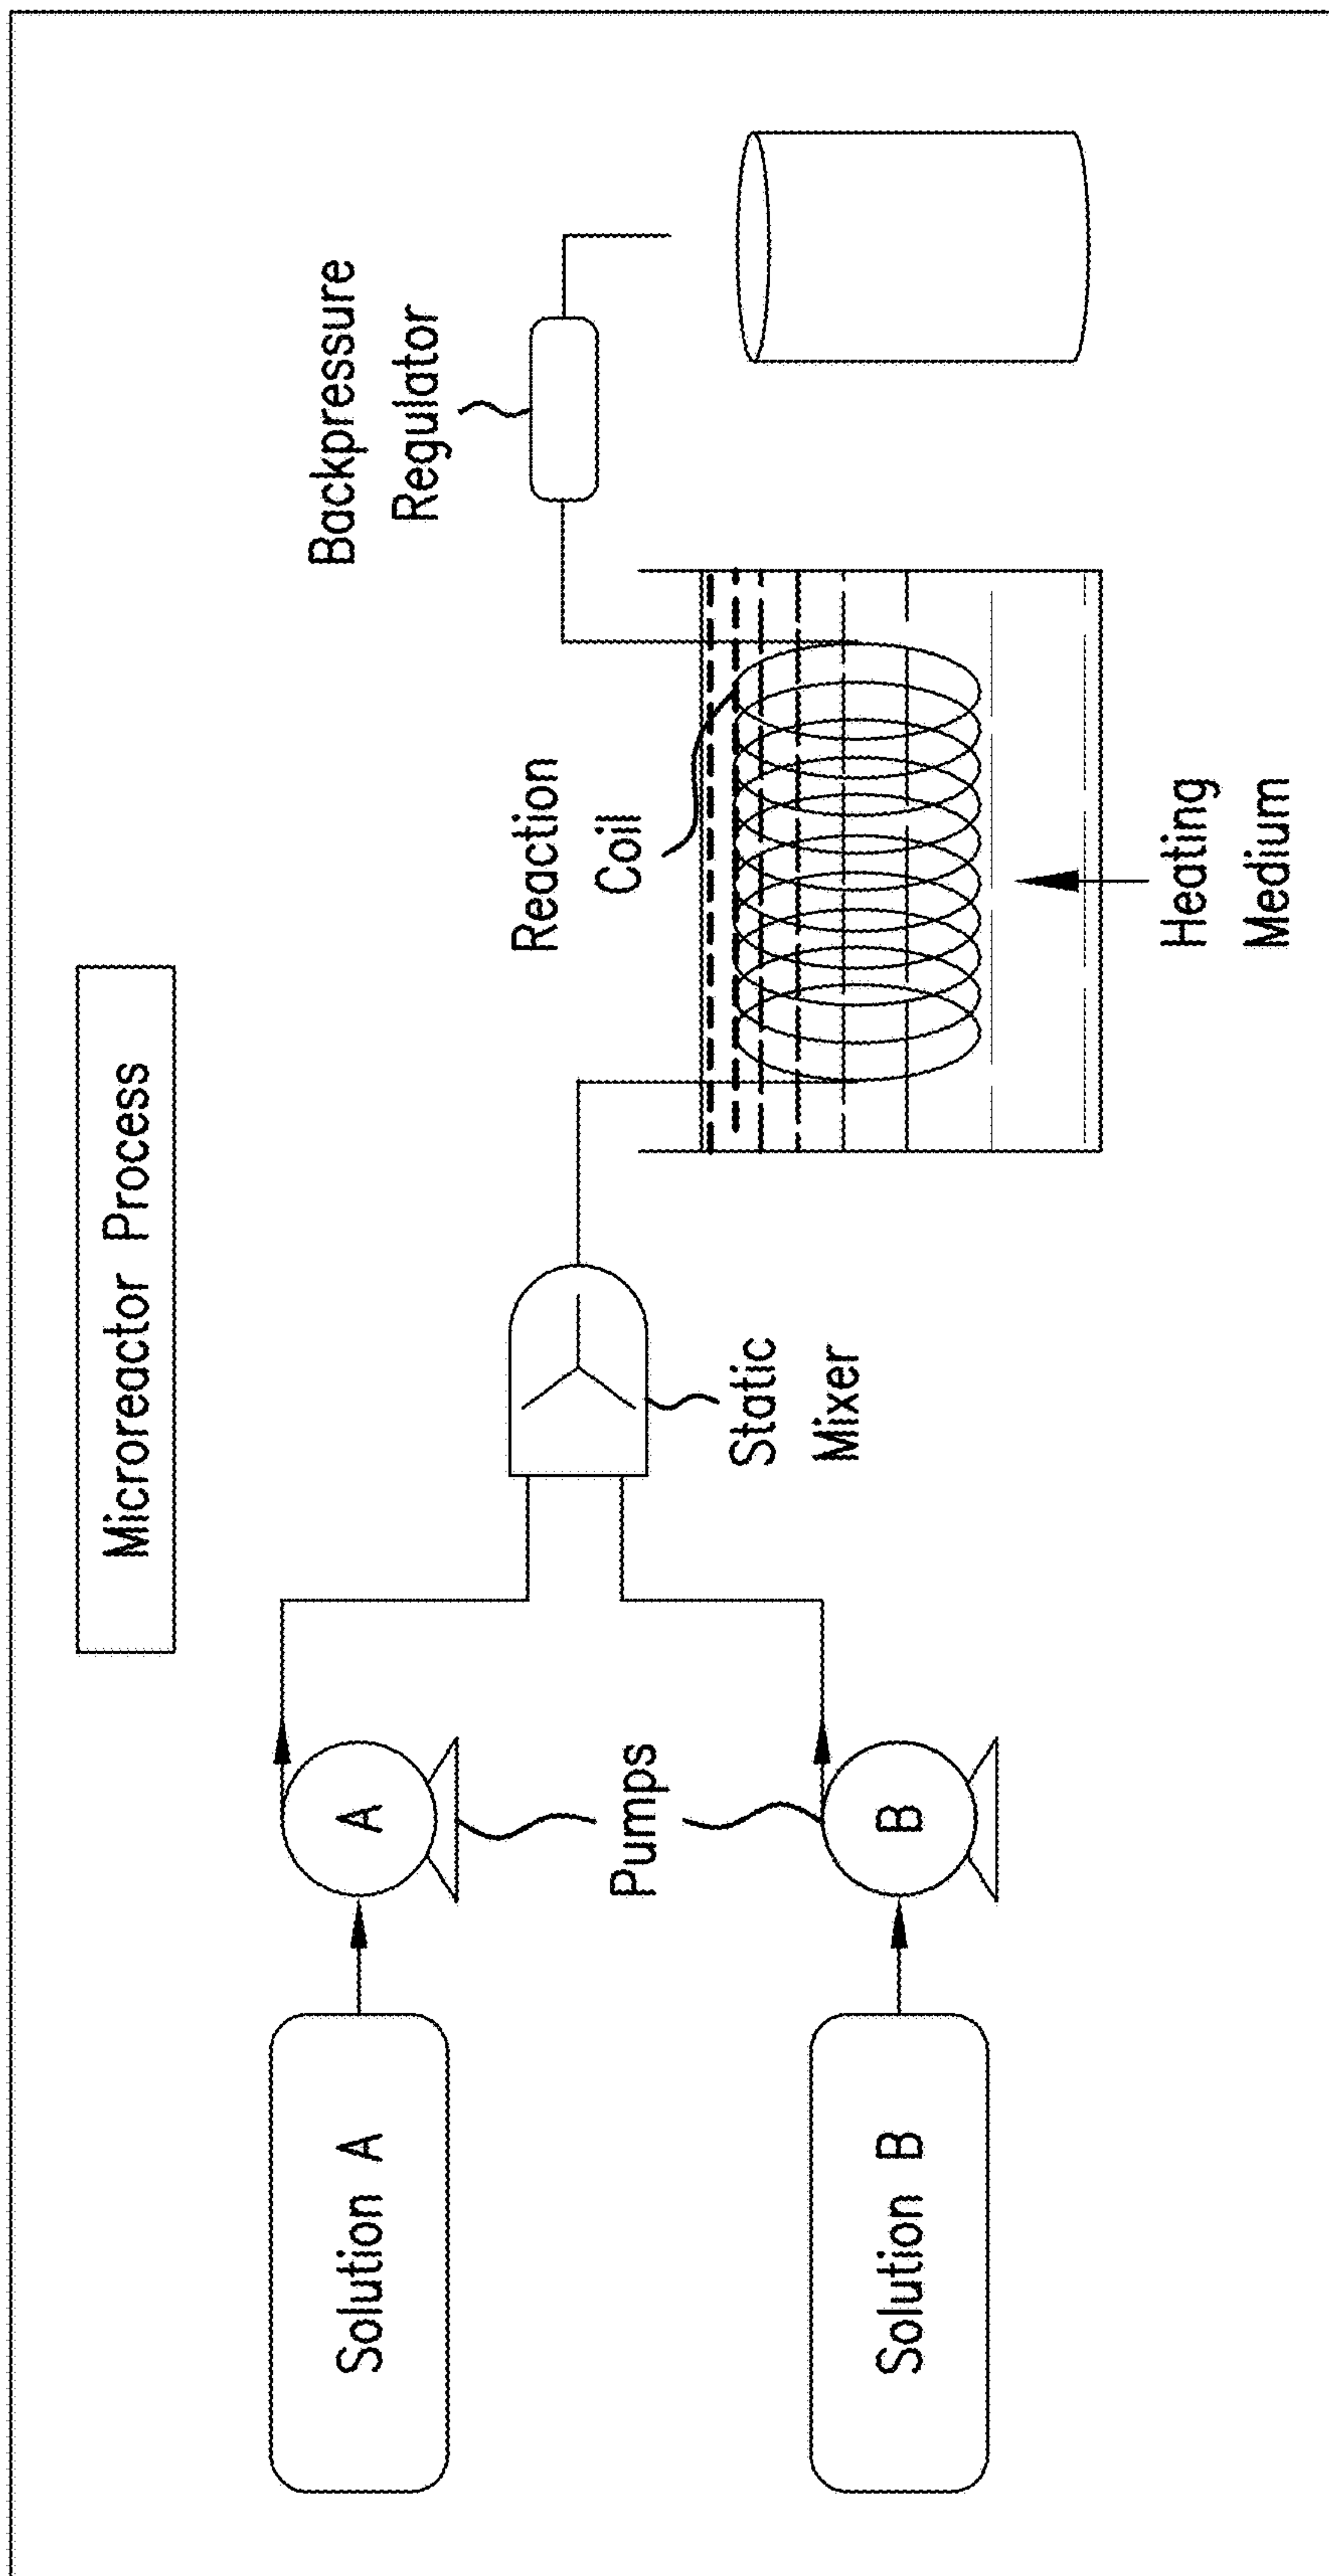 Microreactor Process
Solution A
A
Solution B
B
Pumps
Static
Mixer
Reaction
Coil
Heating
Medium
Backpressure
Regulator